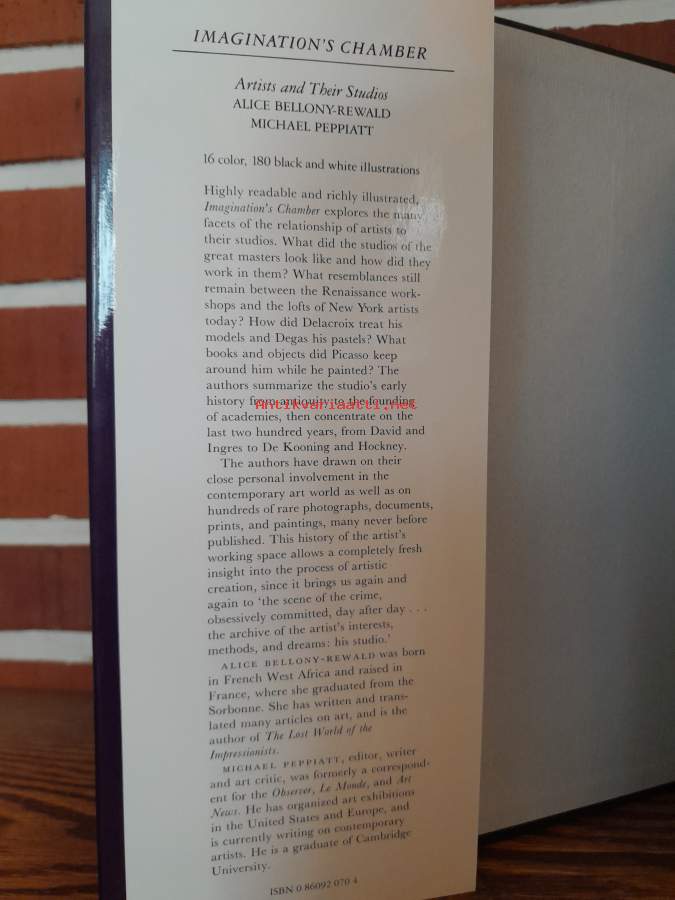 IMAGINATION'S CHAMBER
Artists and Their Studios
ALICE BELLONY-REWALD
MICHAEL PEPPIATT
16 color, 180 black and white illustrations
Highly readable and richly illustrated,
Imagination's Chamber explores the many
facets of the relationship of artists to
their studios. What did the studios of the
great masters look like and how did they
work in them? What resemblances still
remain between the Renaissance work-
shops and the lofts of New York artists
today? How did Delacroix treat his
models and Degas his pastels? What
books and objects did Picasso keep
around him while he painted? The
authors summarize the studio's early
history from antiquity to the founding
Antikvariaatti.net
of academies, then concentrate on the
last two hundred years, from David and
Ingres to De Kooning and Hockney.
The authors have drawn on their
close personal involvement in the
contemporary art world as well as on
hundreds of rare photographs, documents,
prints, and paintings, many never before
published. This history of the artist's
working space allows a completely fresh
insight into the process of artistic
creation, since it brings us again and
again to 'the scene of the crime,
obsessively committed, day after day . . .
the archive of the artist's interests,
methods, and dreams: his studio.'
ALICE BELLONY-REWALD was born
in French West Africa and raised in
France, where she graduated from the
Sorbonne. She has written and trans-
lated many articles on art, and is the
author of The Lost World of the
Impressionists.
MICHAEL PEPPIATT, editor, writer
and art critic, was formerly a correspond-
ent for the Observer, Le Monde, and Art
News. He has organized art exhibitions
in the United States and Europe, and
is currently writing on contemporary
artists. He is a graduate of Cambridge
University.
ISBN 0 86092 070 4